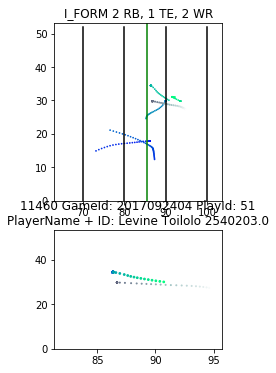 I_FORM 2 RB, 1 TE, 2 WR
50
40
30
20
10
0
70 80 90 100
11460 GameId: 2017092404 PlayId: 51
PlayerName + ID: Levine Toilolo 2540203.0
40
20
0
85 90 95